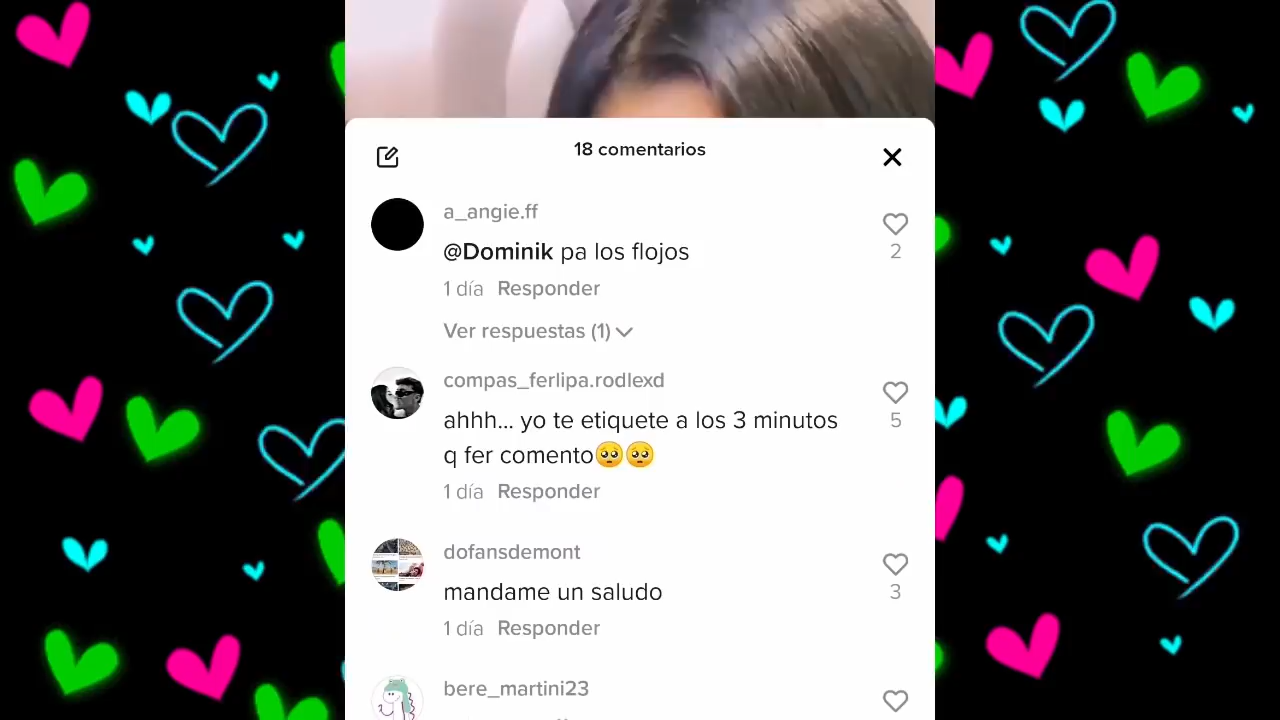 18 comentarios
a_angie.ff
@Dominik pa los flojos
2
1 día Responder
Ver respuestas (1)
compas_ferlipa.rodlexd
ahhh... yo te etiquete a los 3 minutos
q fer comento🥺🥺
5
1 día Responder
dofansdemont
mandame un saludo
3
1 día Responder
bere_martini23